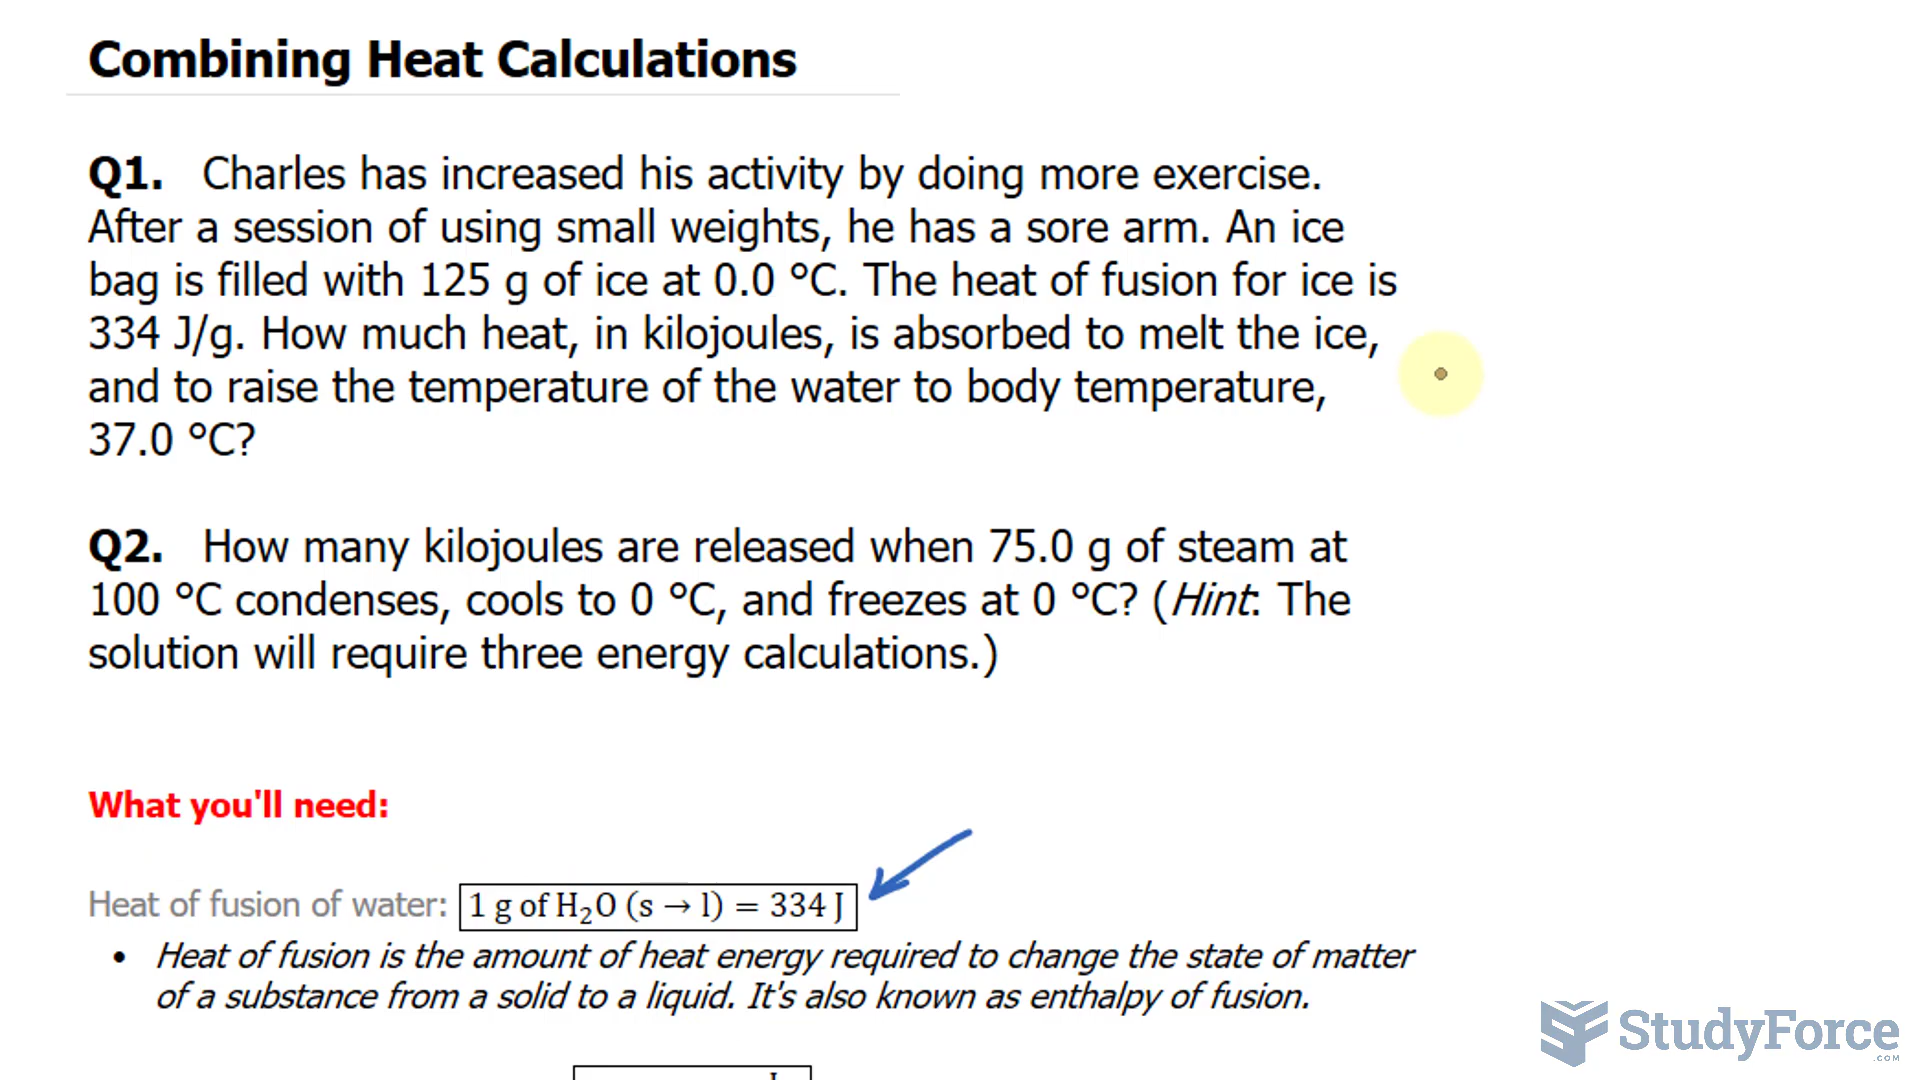 Combining Heat Calculations
Q1. Charles has increased his activity by doing more exercise.
After a session of using small weights, he has a sore arm. An ice
bag is filled with 125 g of ice at 0.0 °C. The heat of fusion for ice is
334 J/g. How much heat, in kilojoules, is absorbed to melt the ice,
and to raise the temperature of the water to body temperature,
37.0 °C?
Q2. How many kilojoules are released when 75.0 g of steam at
100 °C condenses, cools to 0 °C, and freezes at 0 °C? (Hint: The
solution will require three energy calculations.)
What you'll need:
Heat of fusion of water: 1 g of H₂O (s → l) = 334 J
• Heat of fusion is the amount of heat energy required to change the state of matter
of a substance from a solid to a liquid. It's also known as enthalpy of fusion.
StudyForce
.COM